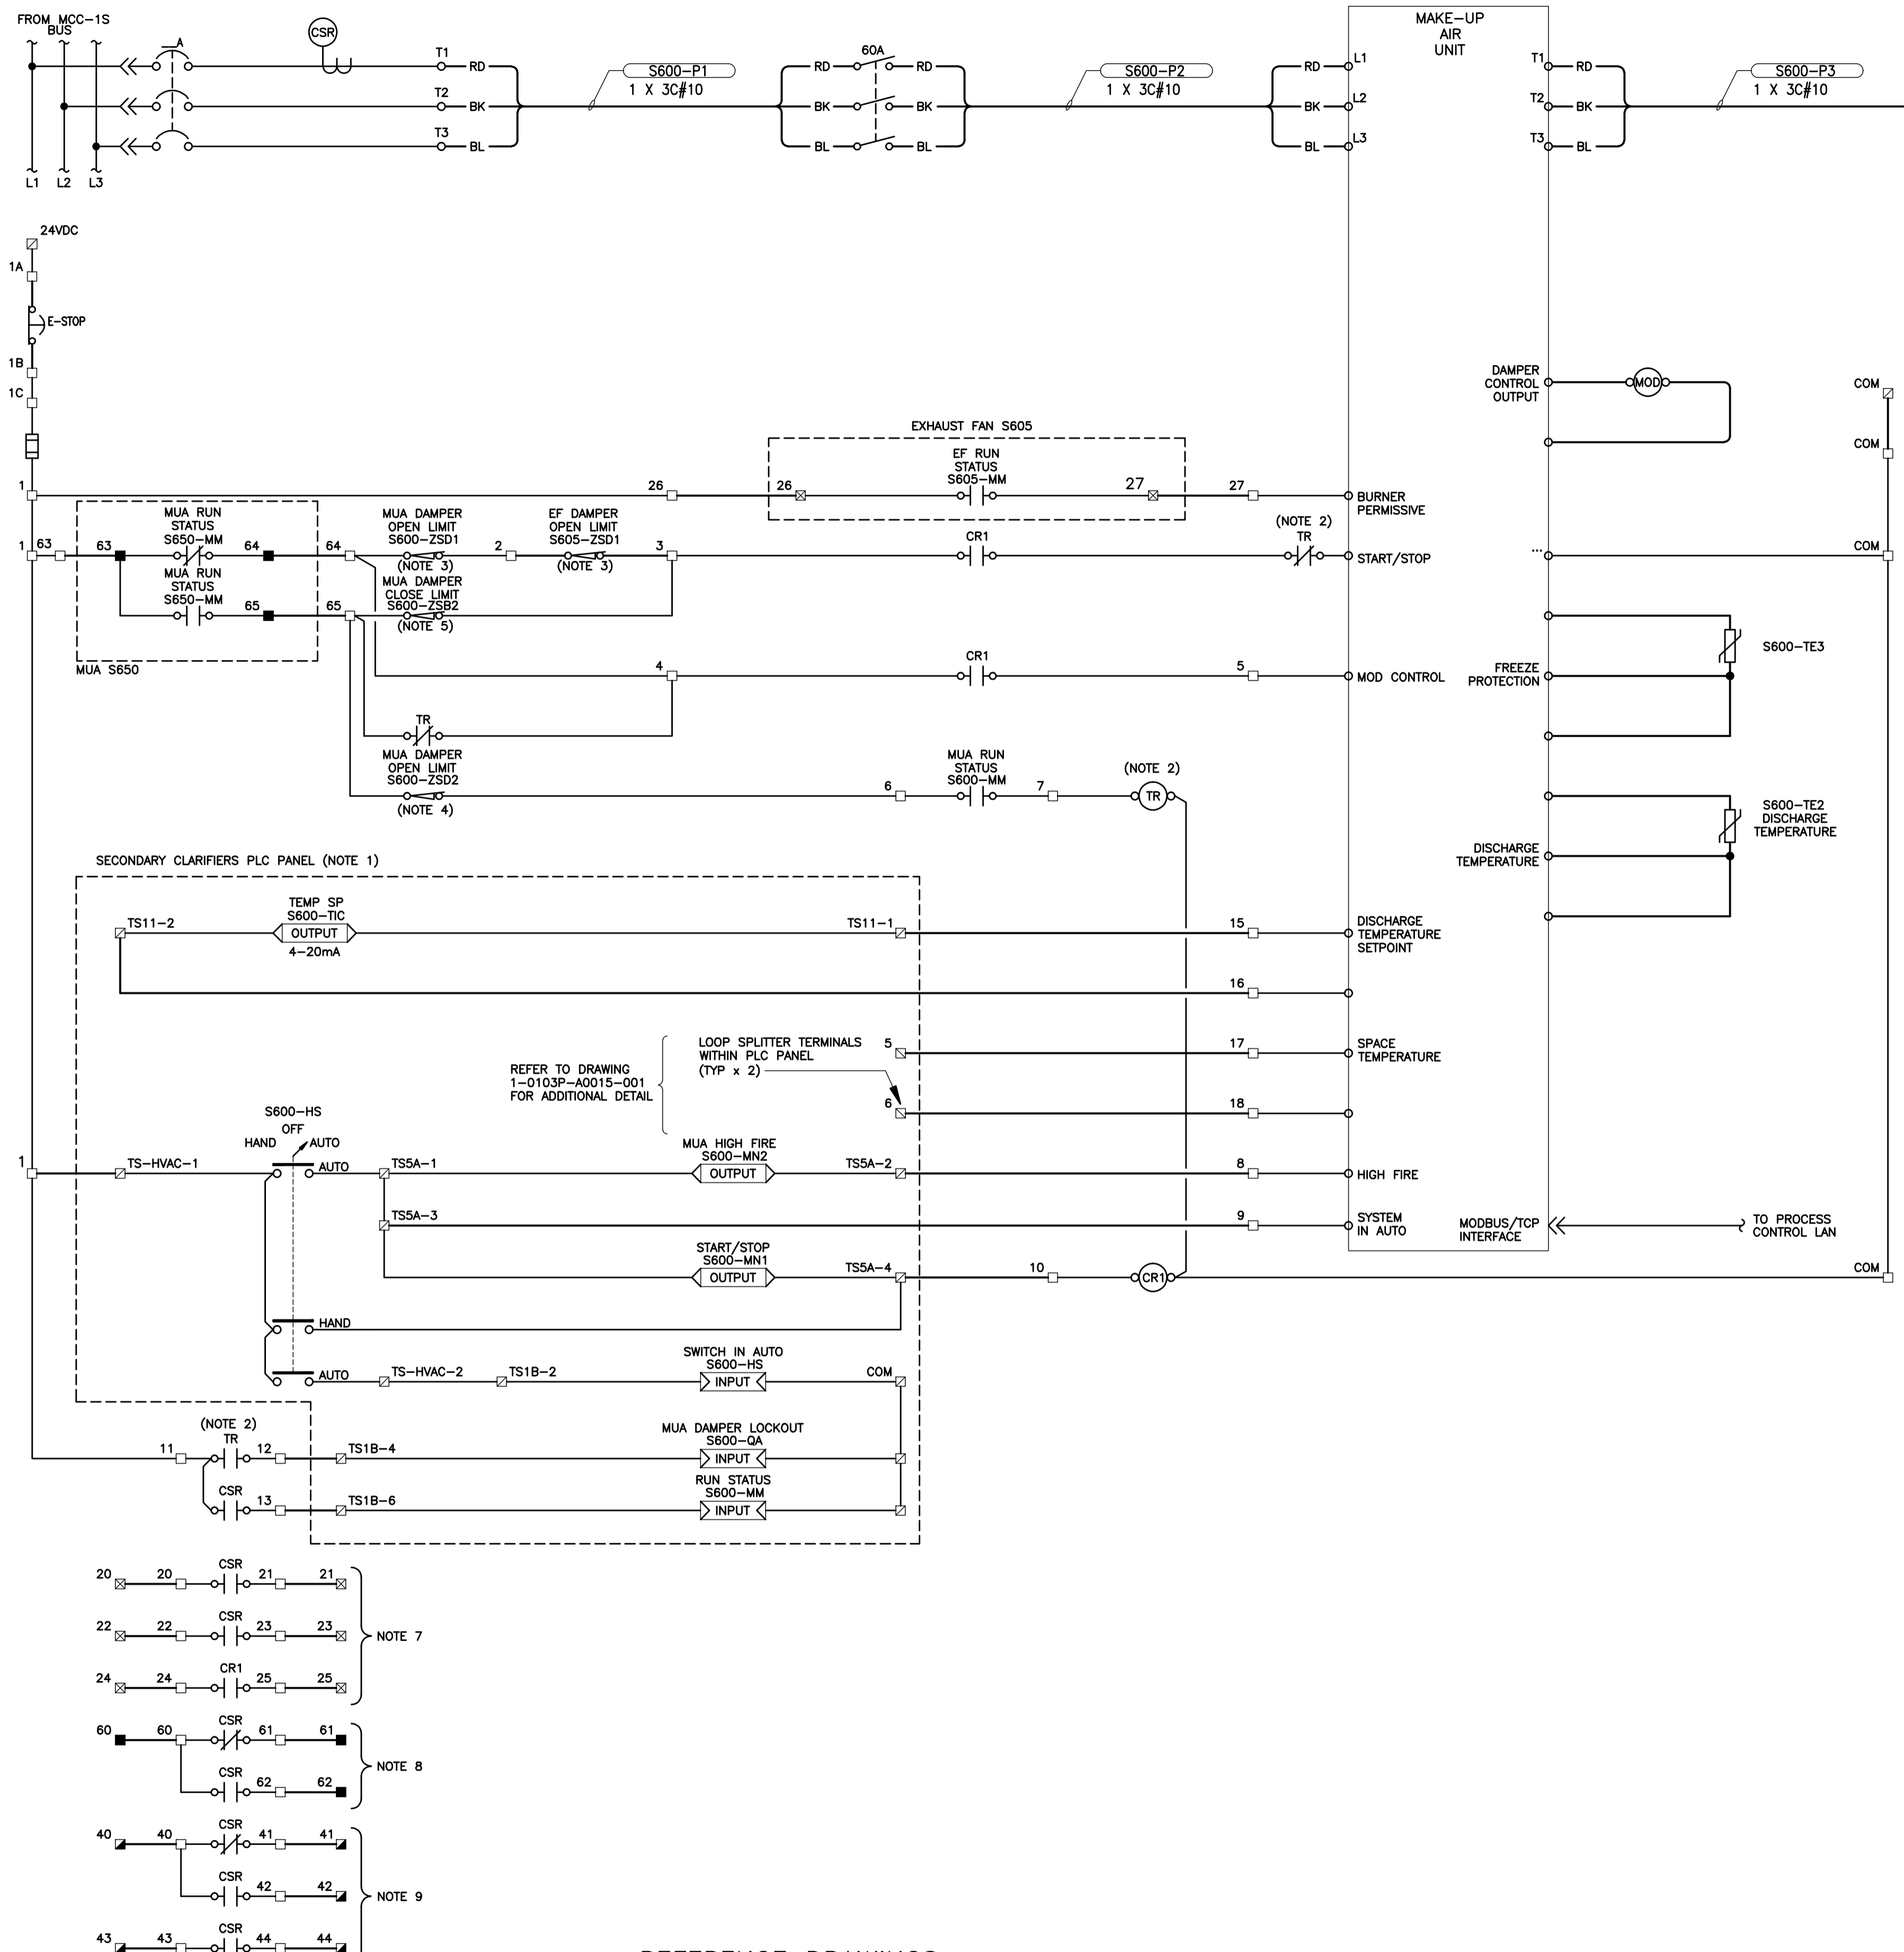 FROM MCC-1S
BUS
A
CSR
T1
RD
T2
BK
T3
BL
L1
L2
L3
S600-P1
1 X 3C#10
60A
RD
RD
BK
BK
BL
BL
S600-P2
1 X 3C#10
RD
BK
BL
L1
L2
L3
MAKE-UP
AIR
UNIT
T1
T2
T3
RD
BK
BL
S600-P3
1 X 3C#10
24VDC
1A
E-STOP
1B
1C
DAMPER
CONTROL
OUTPUT
MOD
COM
COM
EXHAUST FAN S605
EF RUN
STATUS
S605-MM
1
26
26
27
27
BURNER
PERMISSIVE
MUA RUN
STATUS
S650-MM
MUA DAMPER
OPEN LIMIT
S600-ZSD1
EF DAMPER
OPEN LIMIT
S605-ZSD1
(NOTE 2)
TR
1
63
63
64
64
(NOTE 3)
2
(NOTE 3)
3
CR1
START/STOP
...
COM
MUA RUN
STATUS
S650-MM
65
65
MUA DAMPER
CLOSE LIMIT
S600-ZSB2
(NOTE 5)
MUA S650
4
CR1
5
MOD CONTROL
FREEZE
PROTECTION
S600-TE3
TR
MUA DAMPER
OPEN LIMIT
S600-ZSD2
(NOTE 4)
6
MUA RUN
STATUS
S600-MM
7
(NOTE 2)
TR
S600-TE2
DISCHARGE
TEMPERATURE
DISCHARGE
TEMPERATURE
SECONDARY CLARIFIERS PLC PANEL (NOTE 1)
TEMP SP
S600-TIC
TS11-2
OUTPUT
4-20mA
TS11-1
15
DISCHARGE
TEMPERATURE
SETPOINT
16
REFER TO DRAWING
1-0103P-A0015-001
FOR ADDITIONAL DETAIL
LOOP SPLITTER TERMINALS
WITHIN PLC PANEL
(TYP x 2)
5
17
SPACE
TEMPERATURE
6
18
S600-HS
OFF
HAND
AUTO
1
TS-HVAC-1
AUTO
TS5A-1
MUA HIGH FIRE
S600-MN2
OUTPUT
TS5A-2
8
HIGH FIRE
TS5A-3
9
SYSTEM
IN AUTO
MODBUS/TCP
INTERFACE
TO PROCESS
CONTROL LAN
START/STOP
S600-MN1
OUTPUT
TS5A-4
10
CR1
COM
HAND
SWITCH IN AUTO
S600-HS
AUTO
TS-HVAC-2
TS1B-2
INPUT
COM
(NOTE 2)
TR
11
12
TS1B-4
MUA DAMPER LOCKOUT
S600-QA
INPUT
CSR
13
TS1B-6
RUN STATUS
S600-MM
INPUT
20
20
CSR
21
21
22
22
CSR
23
23
NOTE 7
24
24
CR1
25
25
60
60
CSR
61
61
NOTE 8
CSR
62
62
40
40
CSR
41
41
CSR
42
42
NOTE 9
43
43
CSR
44
44
REFERENCE DRAWINGS